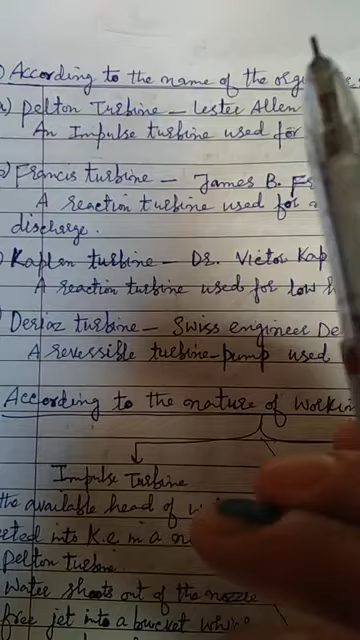 ) According to the name of the
a) Pelton Turbine - Lester Allen
An Impulse turbine used for
Francis turbine - James B.
A reaction turbine used for
discharge.
Kaplan turbine - Dr. Victor Kap
A reaction turbine used for low h
Deriaz turbine - Swiss engineer De
A reversible turbine-pump used
According to the nature of Workin
Impulse Turbine
the available head of
into K.e in a
pelton turbine.
Water shoots out of the nozzle
free jet into a bucket